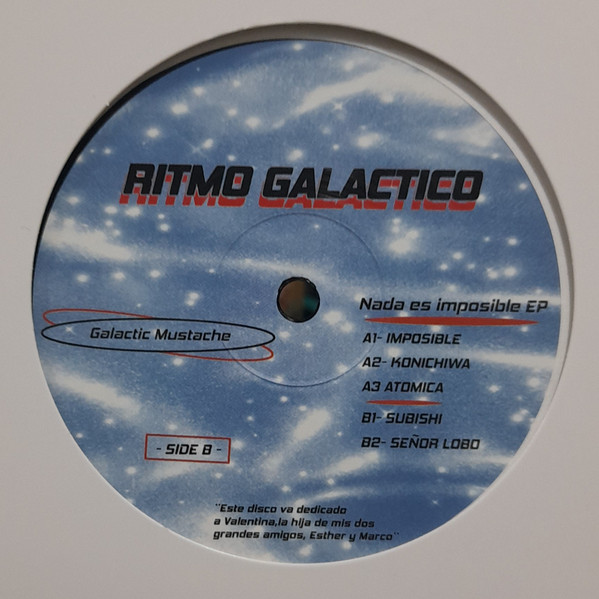 RITMO GALACTICO
Nada es imposible EP
Galactic Mustache
A1- IMPOSIBLE
A2- KONICHIWA
A3 ATOMICA
B1- SUBISHI
B2- SEÑOR LOBO
- SIDE B -
"Este disco va dedicado
a Valentina,la hija de mis dos
grandes amigos, Esther y Marco"